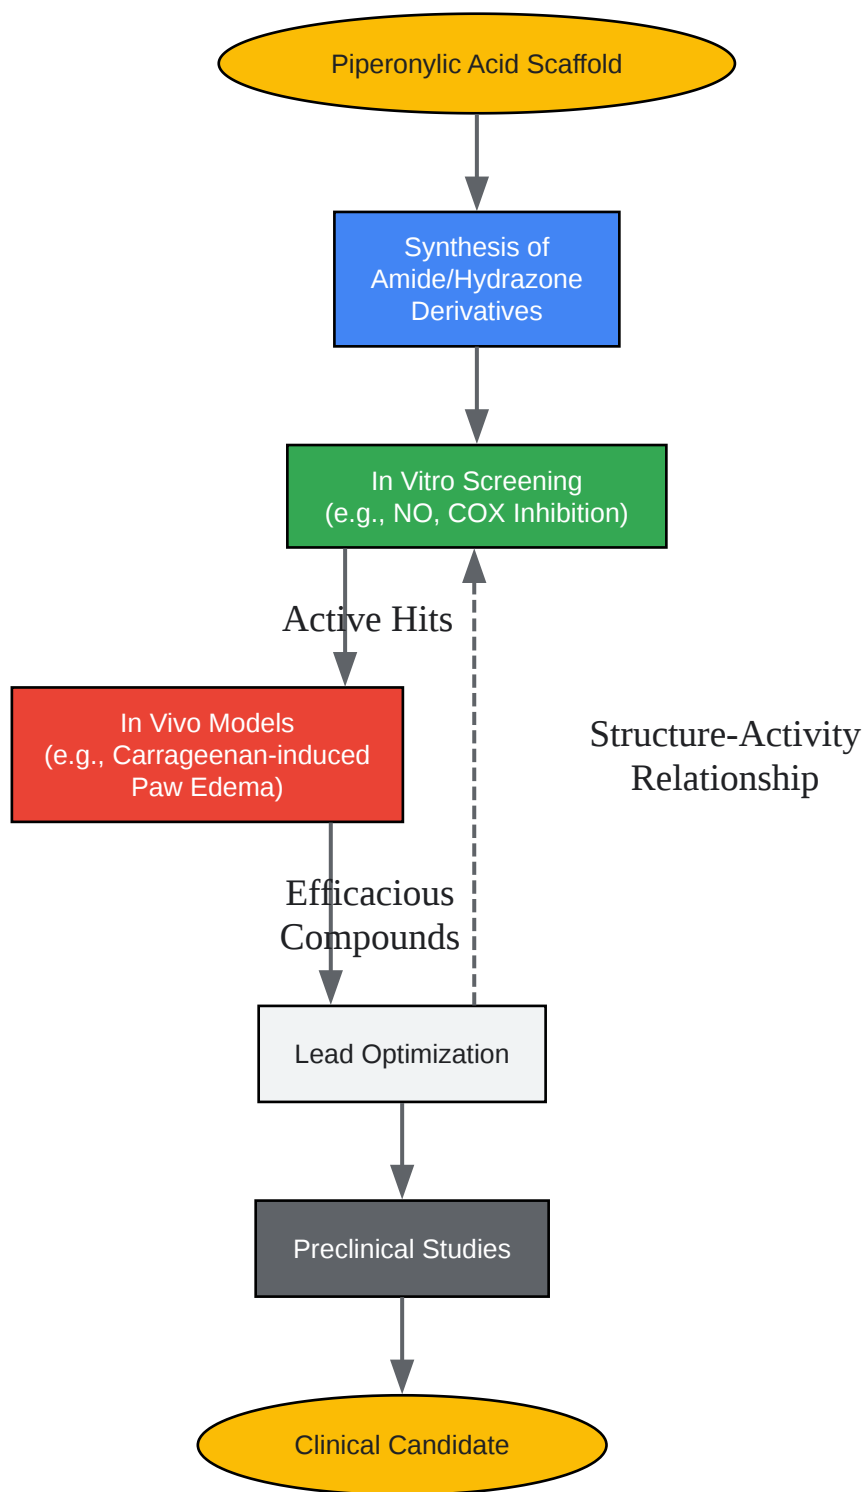 Piperonylic Acid Scaffold
Synthesis of
Amide/Hydrazone
Derivatives
In Vitro Screening
(e.g., NO, COX Inhibition)
Active Hits
In Vivo Models
(e.g., Carrageenan-induced
Paw Edema)
Structure-Activity
Relationship
Efficacious
Compounds
Lead Optimization
Preclinical Studies
Clinical Candidate